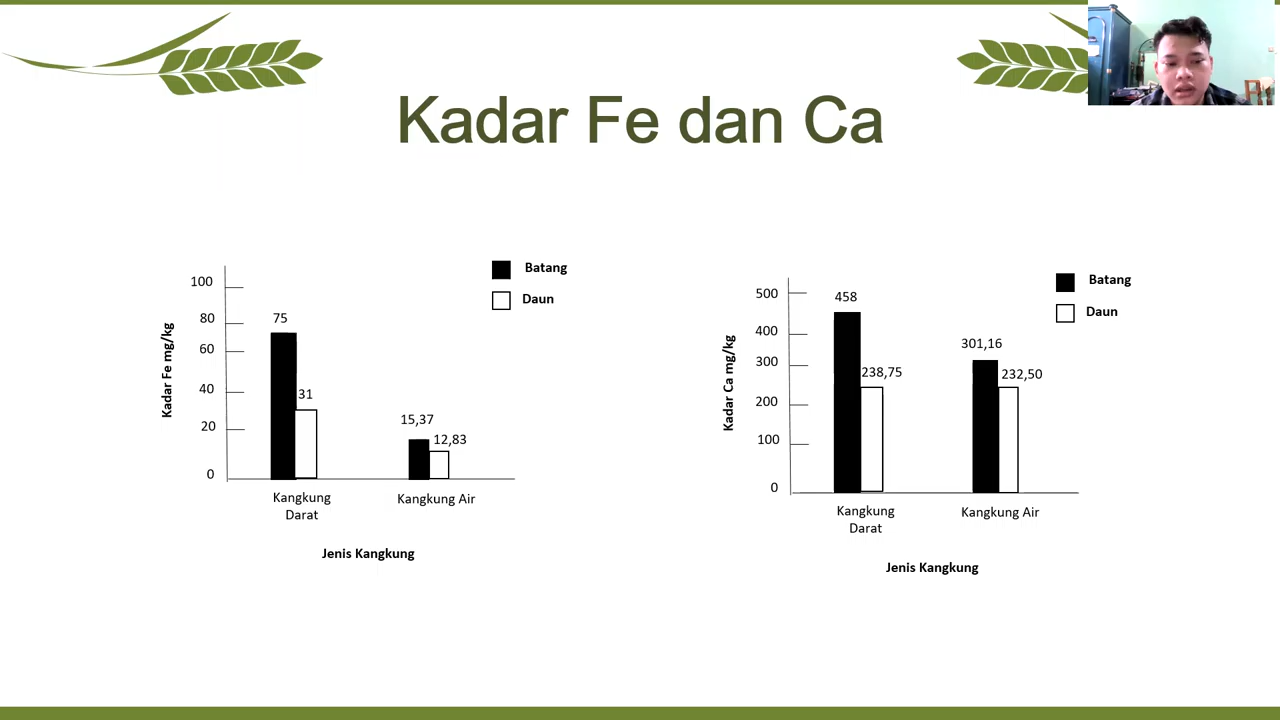 Kadar Fe dan Ca
Batang
Daun
Kadar Fe mg/kg
100
80
60
40
20
0
75
31
15,37
12,83
Kangkung
Darat
Kangkung Air
Jenis Kangkung
Batang
Daun
Kadar Ca mg/kg
500
400
300
200
100
0
458
238,75
301,16
232,50
Kangkung
Darat
Kangkung Air
Jenis Kangkung